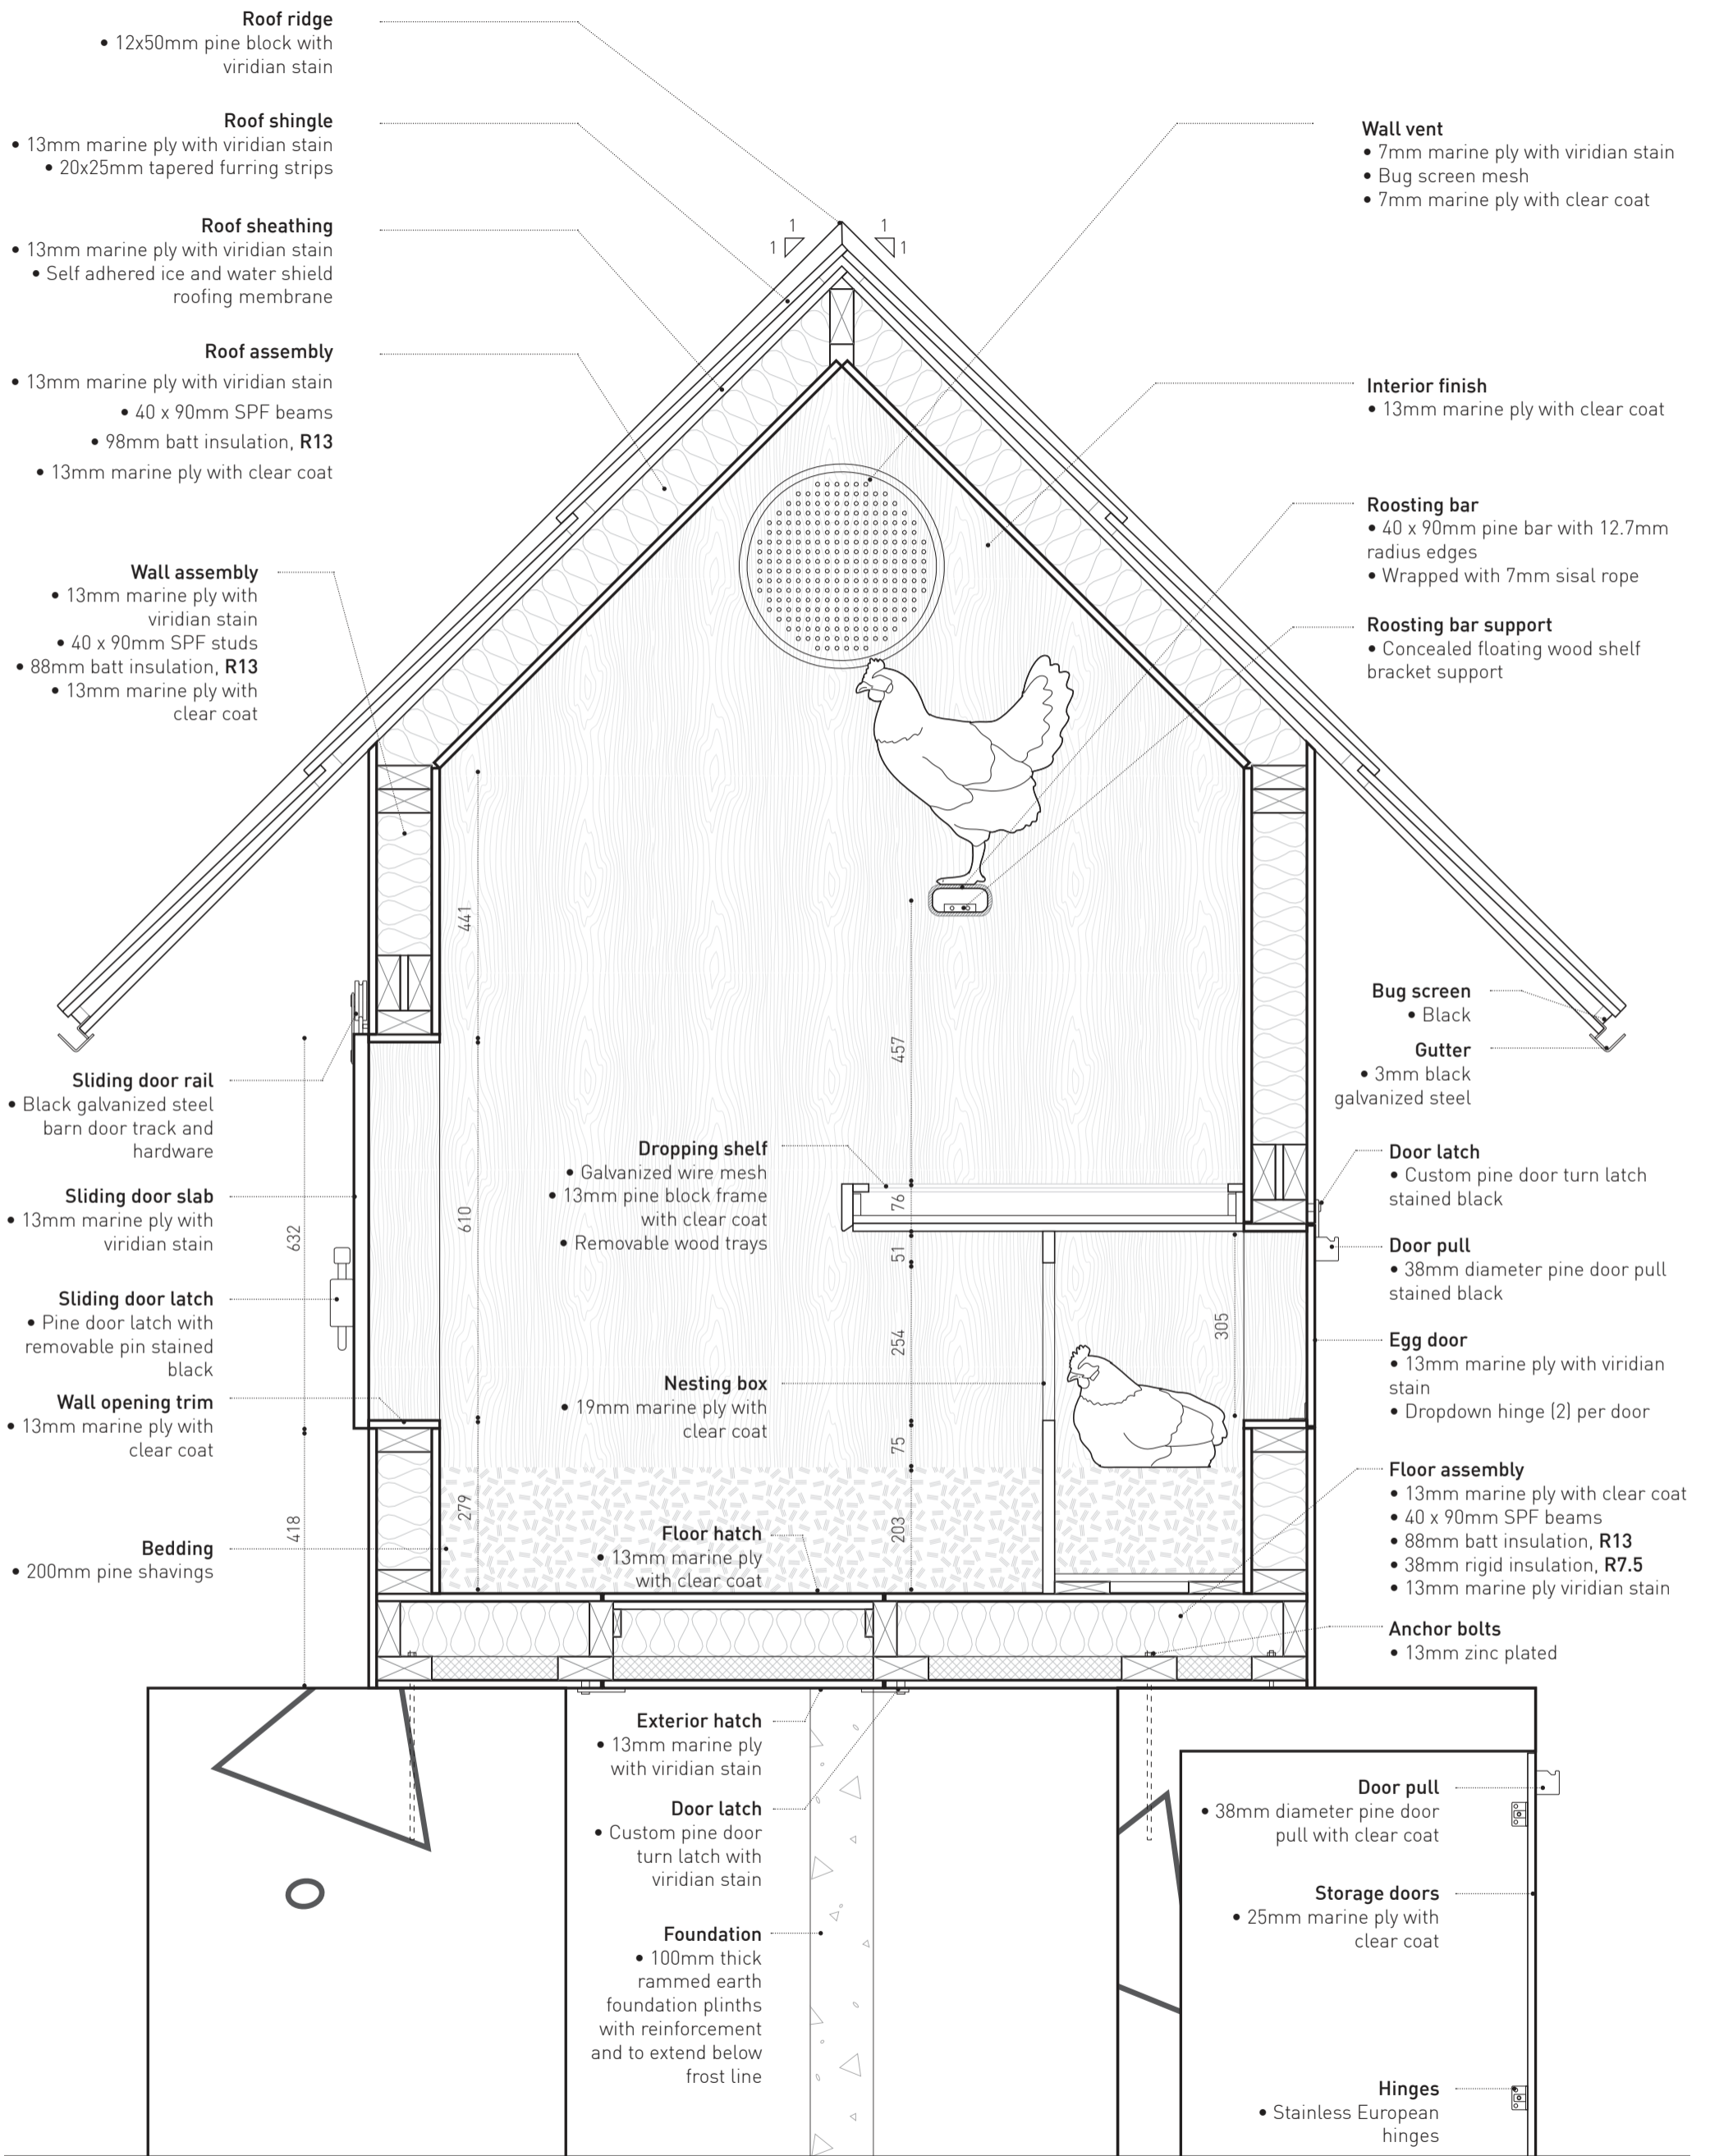 Roof ridge
• 12x50mm pine block with
viridian stain
Roof shingle
• 13mm marine ply with viridian stain
• 20x25mm tapered furring strips
Roof sheathing
• 13mm marine ply with viridian stain
• Self adhered ice and water shield
roofing membrane
Roof assembly
• 13mm marine ply with viridian stain
• 40 x 90mm SPF beams
• 98mm batt insulation, R13
• 13mm marine ply with clear coat
Wall assembly
• 13mm marine ply with
viridian stain
• 40 x 90mm SPF studs
• 88mm batt insulation, R13
• 13mm marine ply with
clear coat
Sliding door rail
• Black galvanized steel
barn door track and
hardware
Sliding door slab
• 13mm marine ply with
viridian stain
Sliding door latch
• Pine door latch with
removable pin stained
black
Wall opening trim
• 13mm marine ply with
clear coat
Bedding
• 200mm pine shavings
1
1
1
1
441
610
279
632
418
457
76
51
254
75
203
305
Dropping shelf
• Galvanized wire mesh
• 13mm pine block frame
with clear coat
• Removable wood trays
Nesting box
• 19mm marine ply with
clear coat
Floor hatch
• 13mm marine ply
with clear coat
Exterior hatch
• 13mm marine ply
with viridian stain
Door latch
• Custom pine door
turn latch with
viridian stain
Foundation
• 100mm thick
rammed earth
foundation plinths
with reinforcement
and to extend below
frost line
Wall vent
• 7mm marine ply with viridian stain
• Bug screen mesh
• 7mm marine ply with clear coat
Interior finish
• 13mm marine ply with clear coat
Roosting bar
• 40 x 90mm pine bar with 12.7mm
radius edges
• Wrapped with 7mm sisal rope
Roosting bar support
• Concealed floating wood shelf
bracket support
Bug screen
• Black
Gutter
• 3mm black
galvanized steel
Door latch
• Custom pine door turn latch
stained black
Door pull
• 38mm diameter pine door pull
stained black
Egg door
• 13mm marine ply with viridian
stain
• Dropdown hinge (2) per door
Floor assembly
• 13mm marine ply with clear coat
• 40 x 90mm SPF beams
• 88mm batt insulation, R13
• 38mm rigid insulation, R7.5
• 13mm marine ply viridian stain
Anchor bolts
• 13mm zinc plated
Door pull
• 38mm diameter pine door
pull with clear coat
Storage doors
• 25mm marine ply with
clear coat
Hinges
• Stainless European
hinges